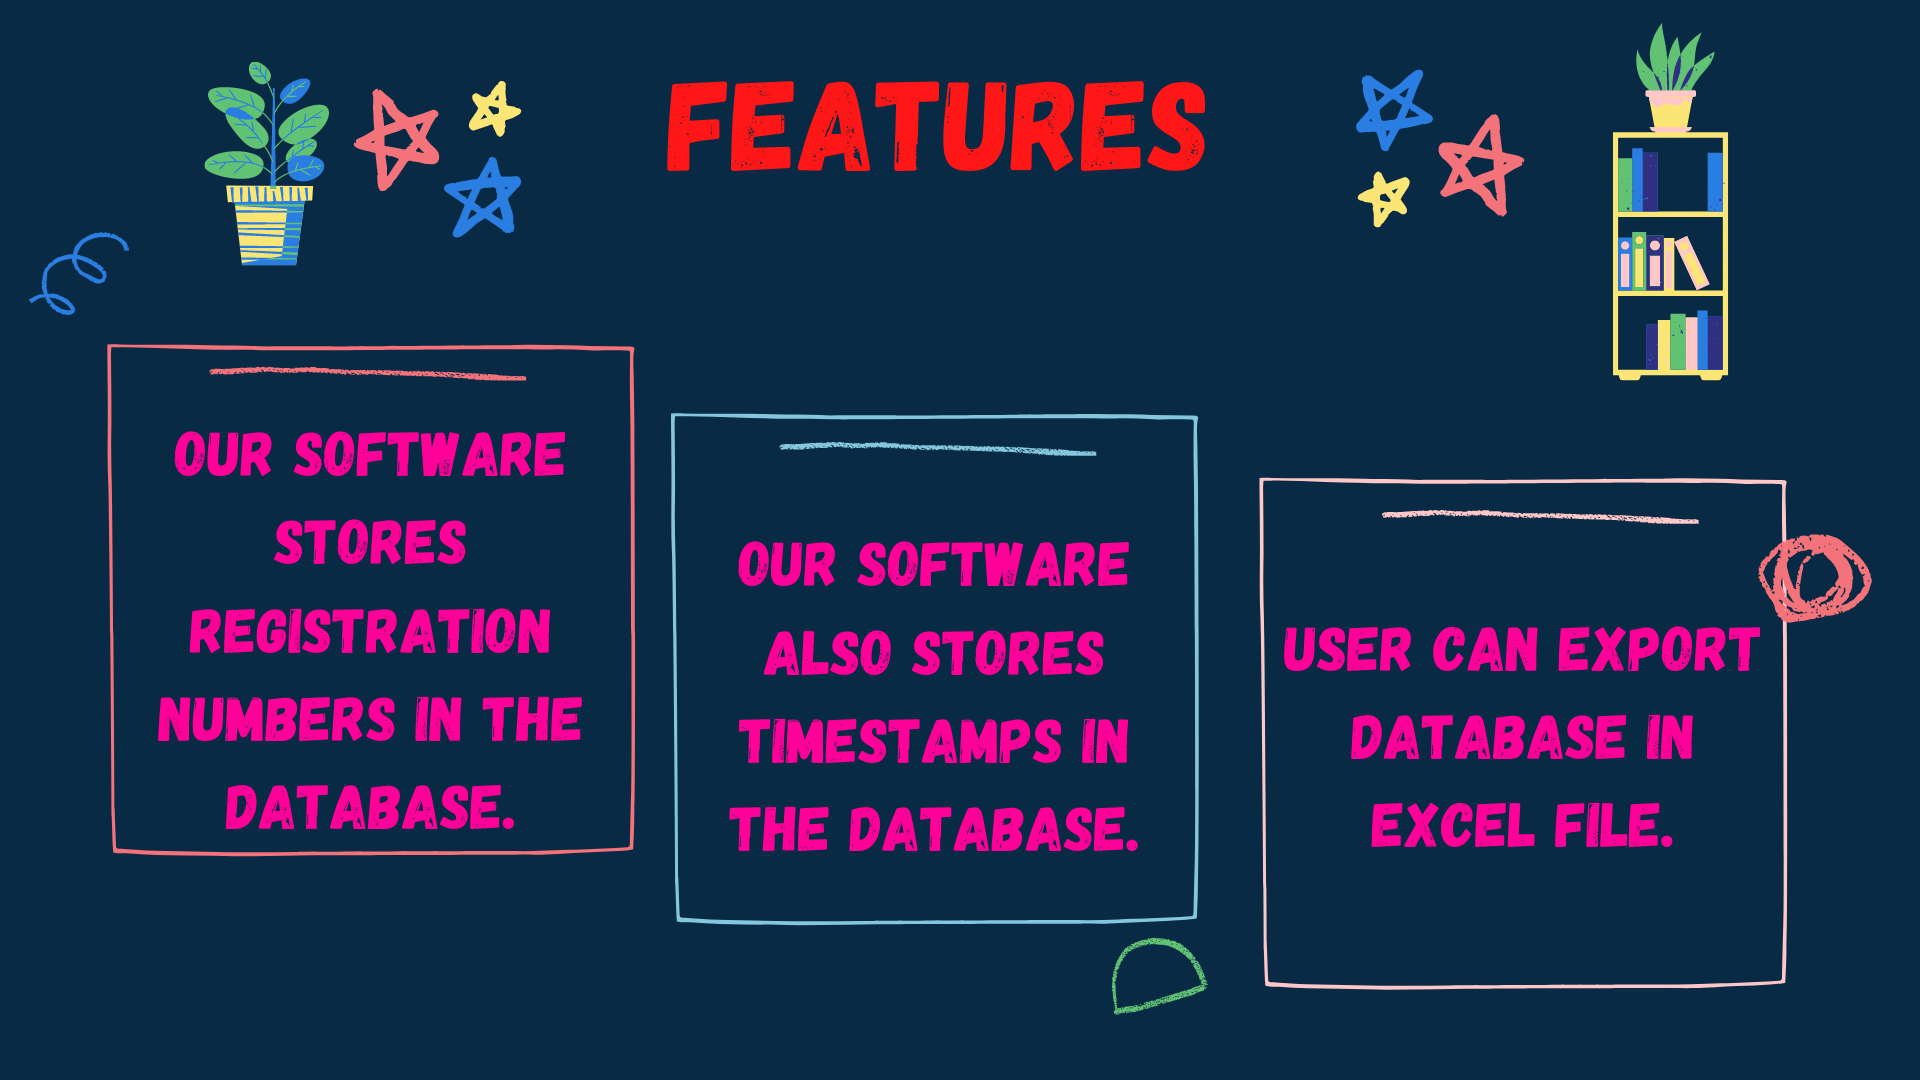 FEATURES
OUR SOFTWARE
STORES
REGISTRATION
NUMBERS IN THE
DATABASE.
OUR SOFTWARE
ALSO STORES
TIMESTAMPS IN
THE DATABASE.
USER CAN EXPORT
DATABASE IN
EXCEL FILE.